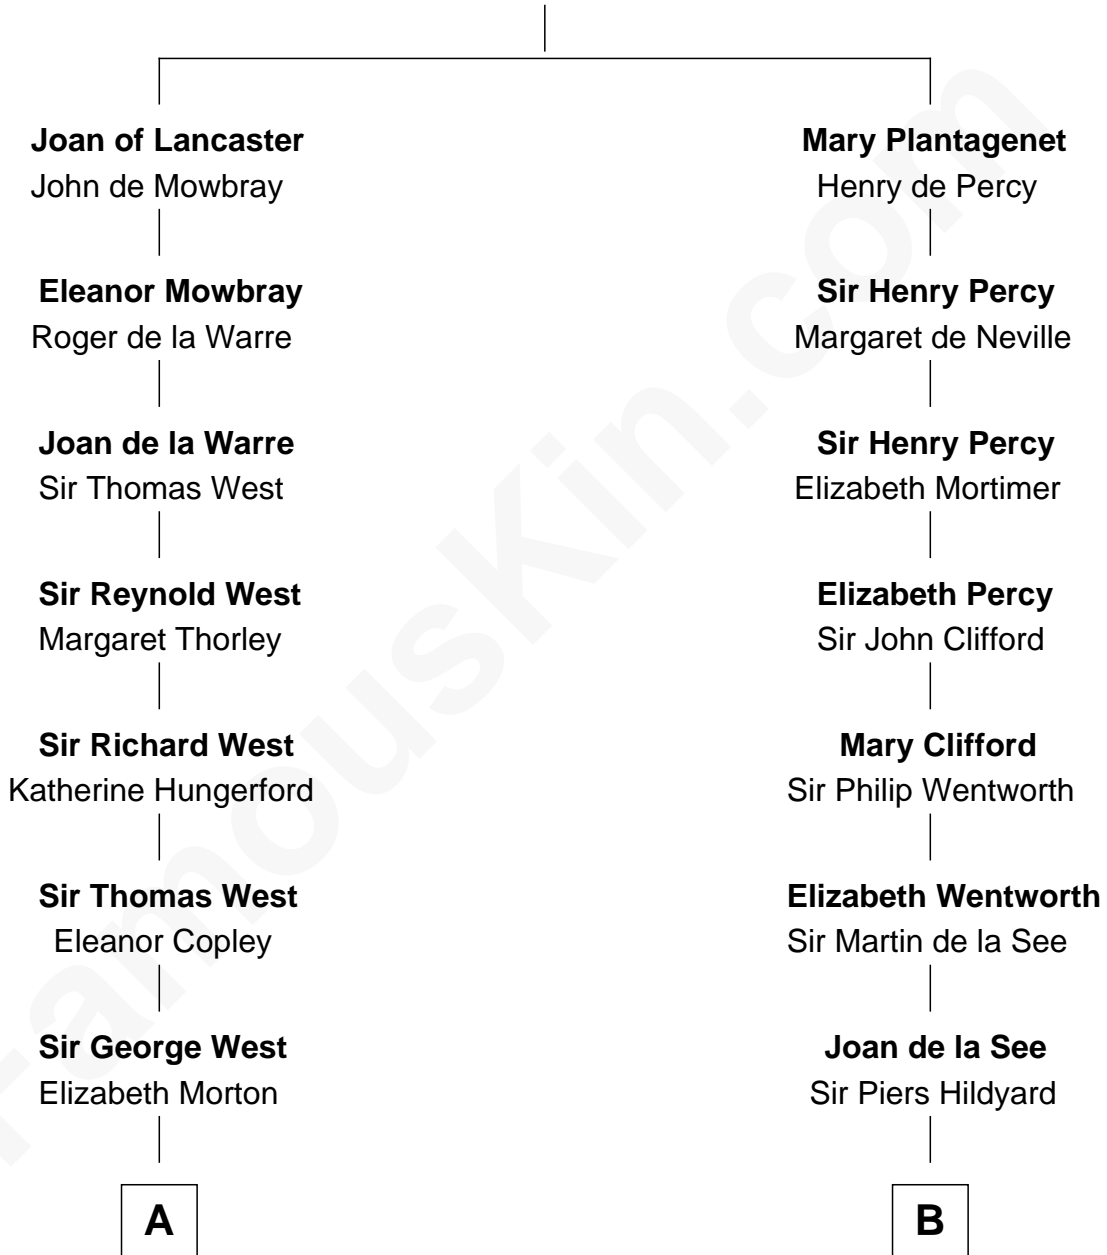 Joan of Lancaster
John de Mowbray
Eleanor Mowbray
Roger de la Warre
Joan de la Warre
Sir Thomas West
Sir Reynold West
Margaret Thorley
Sir Richard West
Katherine Hungerford
Sir Thomas West
Eleanor Copley
Sir George West
Elizabeth Morton
A
Mary Plantagenet
Henry de Percy
Sir Henry Percy
Margaret de Neville
Sir Henry Percy
Elizabeth Mortimer
Elizabeth Percy
Sir John Clifford
Mary Clifford
Sir Philip Wentworth
Elizabeth Wentworth
Sir Martin de la See
Joan de la See
Sir Piers Hildyard
B
FamousKin.com